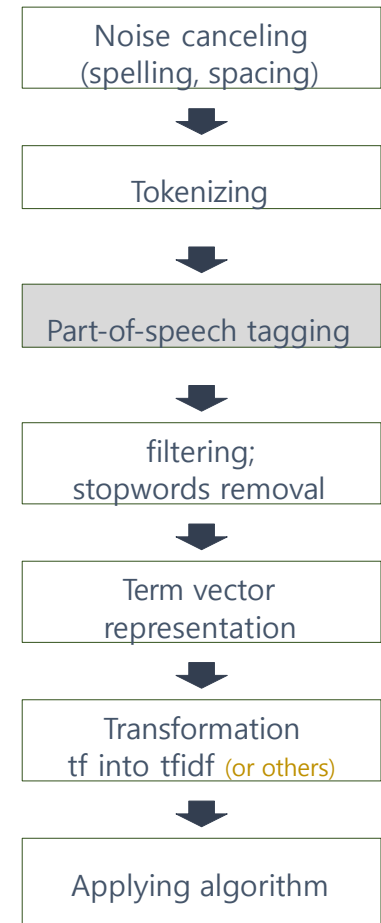 Noise canceling
(spelling, spacing)
Tokenizing
Part-of-speech tagging
filtering;
stopwords removal
Term vector
representation
Transformation
tf into tfidf (or others)
Applying algorithm